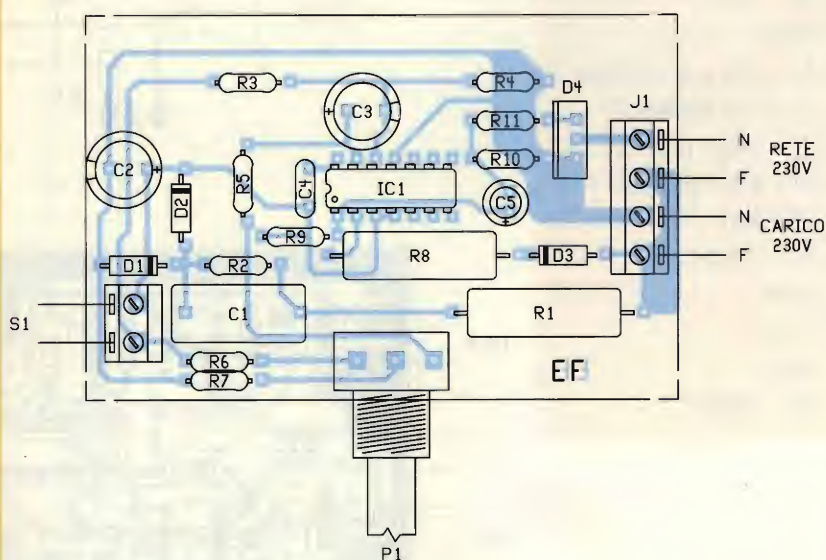 R3
R4
D4
C3
R11
J1
N
RETE
230V
C2
R5
C4
IC1
R10
F
D2
C5
N
CARICO
230V
R9
R8
D3
F
D1
R2
S1
C1
R1
R6
R7
EF
P1